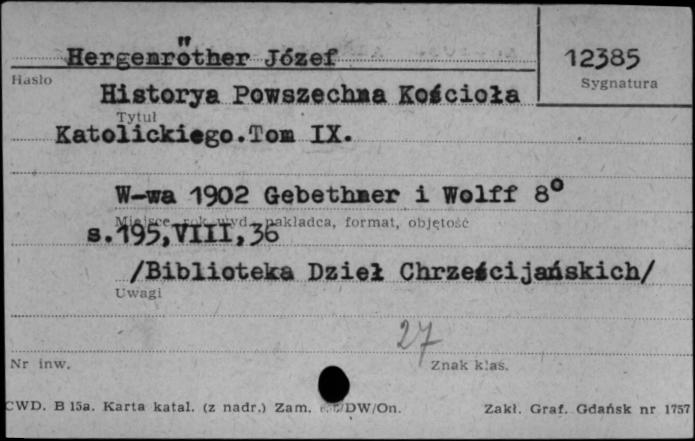 Hergenröther Józef
12385
Hasło
Sygnatura
Historya Powszechna Kościoła
Tytuł
Katolickiego.Tom IX.
W-wa 1902 Gebethner i Wolff 8°
Miejsce, rok wyd., nakładca, format, objętość
s.195,VIII,36
/Biblioteka Dzieł Chrześcijańskich/
Uwagi
27
Nr inw.
Znak klas.
CWD. B 15a. Karta katal. (z nadr.) Zam. /DW/On.
Zakł. Graf. Gdańsk nr 1757